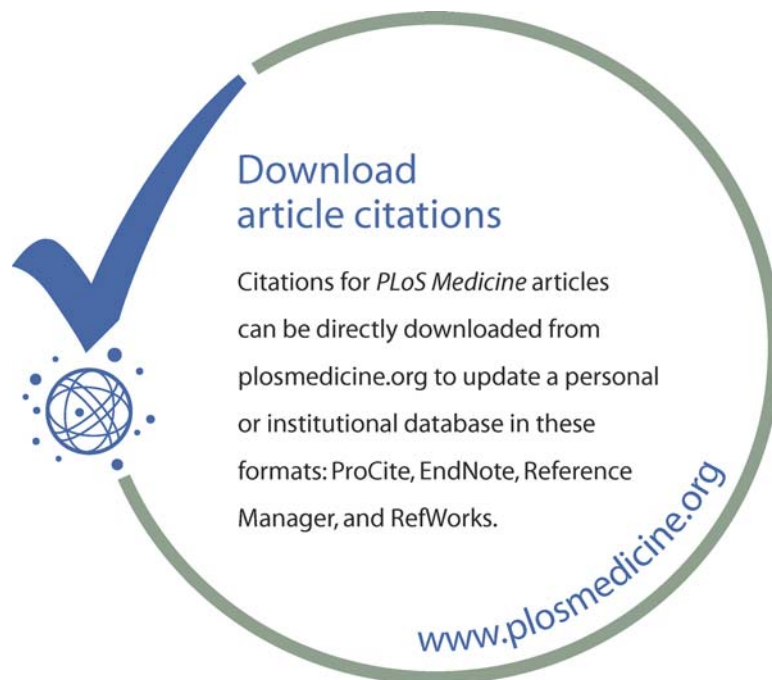 Download
article citations
Citations for PLoS Medicine articles
can be directly downloaded from
plosmedicine.org to update a personal
or institutional database in these
formats: ProCite, EndNote, Reference
Manager, and RefWorks.
www.plosmedicine.org